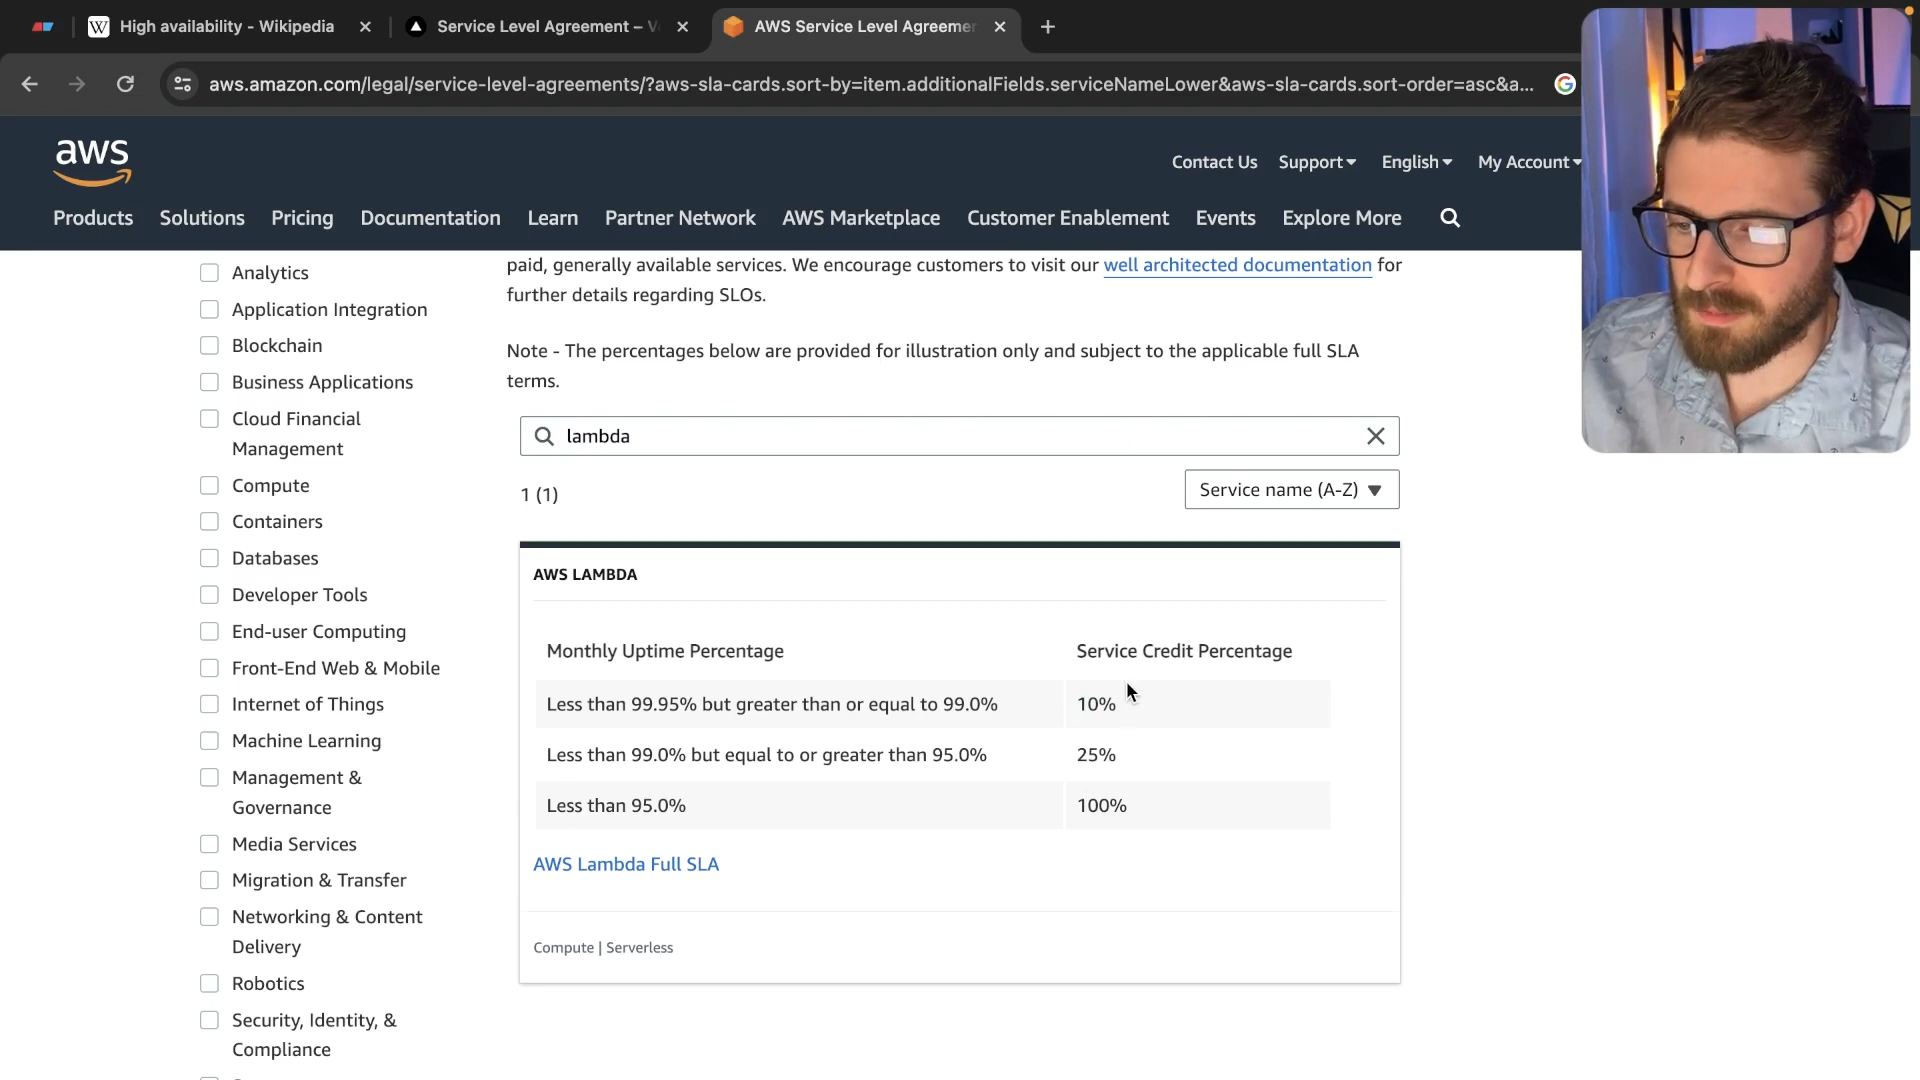 High availability - Wikipedia
Service Level Agreement –
AWS Service Level Agreemer
aws.amazon.com/legal/service-level-agreements/?aws-sla-cards.sort-by=item.additionalFields.serviceNameLower&aws-sla-cards.sort-order=asc&a...
aws
Contact Us
Support
English
My Account
Products
Solutions
Pricing
Documentation
Learn
Partner Network
AWS Marketplace
Customer Enablement
Events
Explore More
Analytics
Application Integration
Blockchain
Business Applications
Cloud Financial
Management
Compute
Containers
Databases
Developer Tools
End-user Computing
Front-End Web & Mobile
Internet of Things
Machine Learning
Management &
Governance
Media Services
Migration & Transfer
Networking & Content
Delivery
Robotics
Security, Identity, &
Compliance
paid, generally available services. We encourage customers to visit our well architected documentation for
further details regarding SLOs.
Note - The percentages below are provided for illustration only and subject to the applicable full SLA
terms.
lambda
1 (1)
Service name (A-Z)
AWS LAMBDA
Monthly Uptime Percentage
Service Credit Percentage
Less than 99.95% but greater than or equal to 99.0%
10%
Less than 99.0% but equal to or greater than 95.0%
25%
Less than 95.0%
100%
AWS Lambda Full SLA
Compute | Serverless